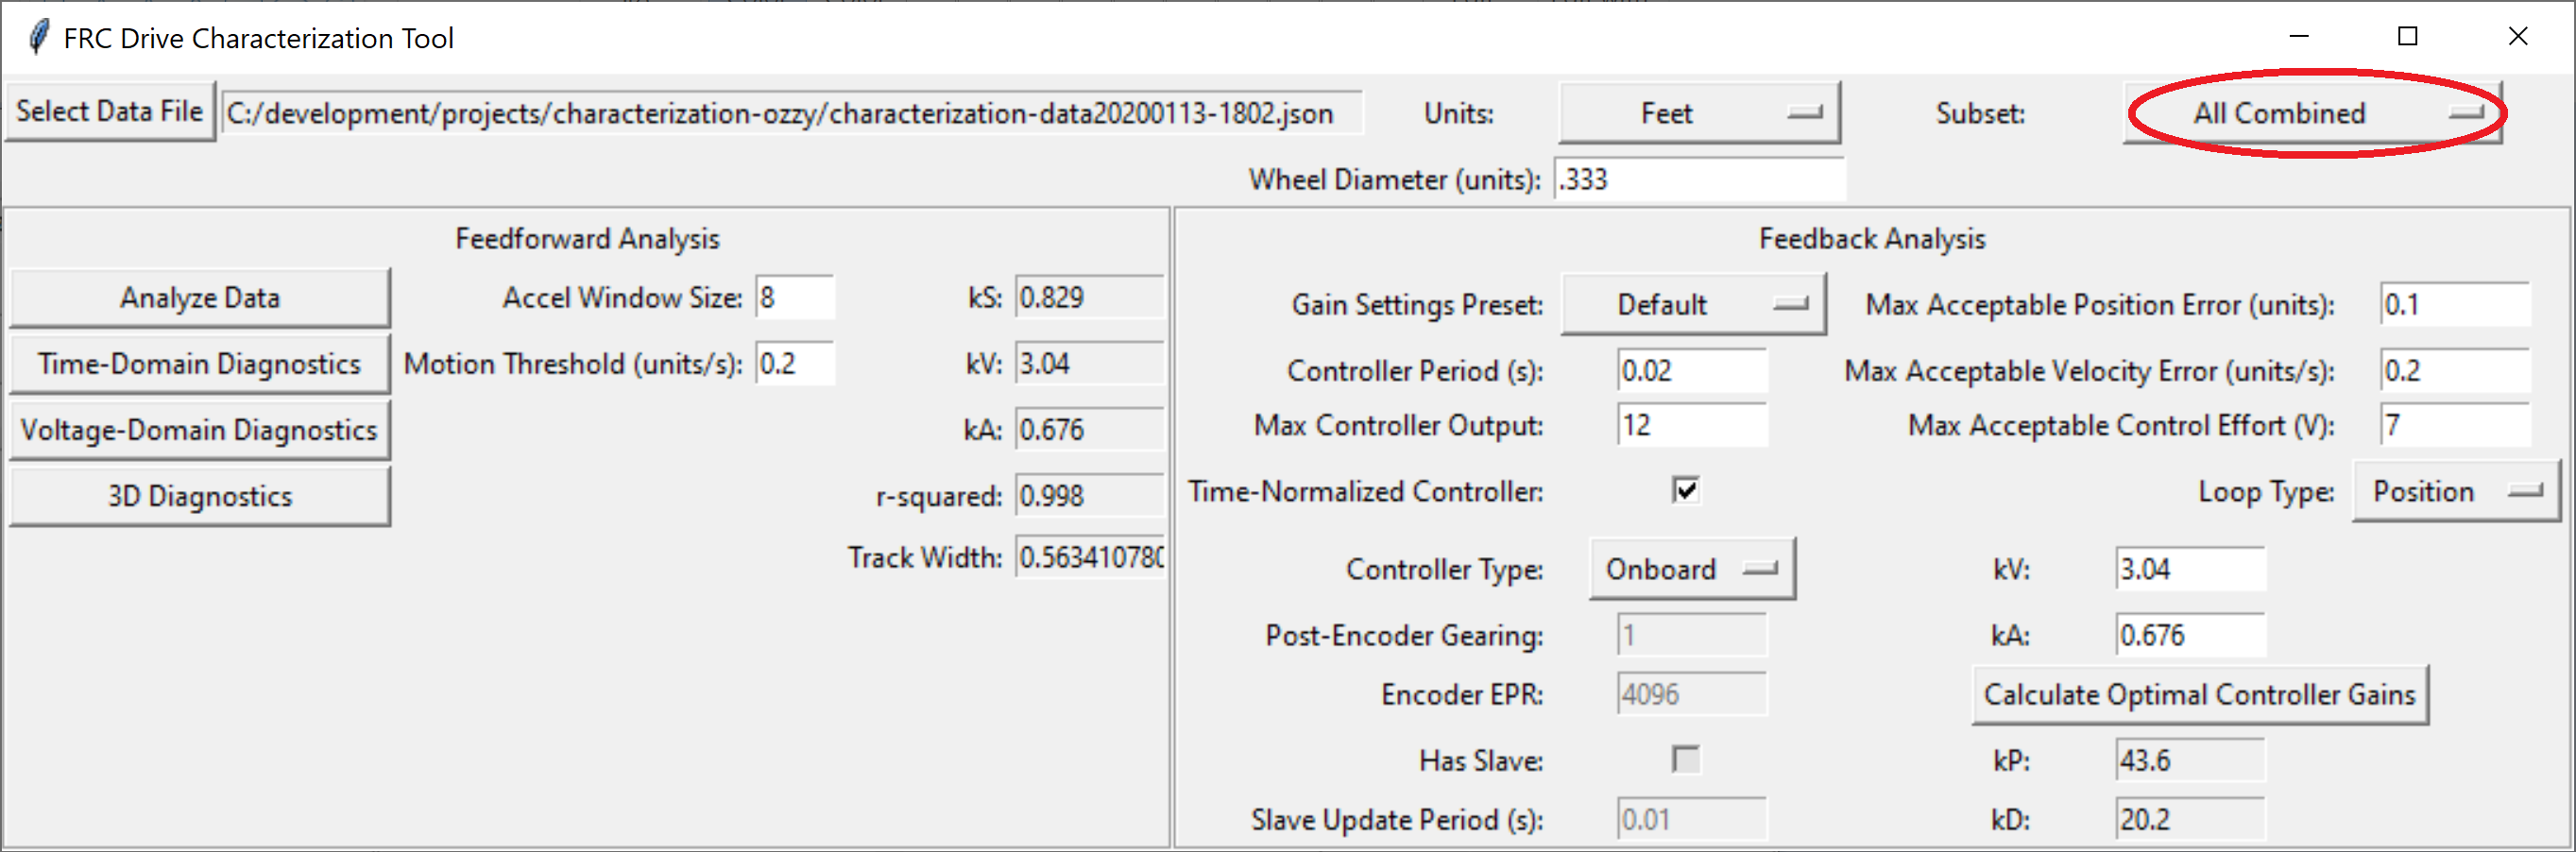 FRC Drive Characterization Tool
Select Data File C:/development/projects/characterization-ozzy/characterization-data20200113-1802.json Units: Feet Subset: All Combined
Wheel Diameter (units): .333
Feedforward Analysis
Analyze Data Accel Window Size: 8 kS: 0.829
Time-Domain Diagnostics Motion Threshold (units/s): 0.2 kV: 3.04
Voltage-Domain Diagnostics kA: 0.676
3D Diagnostics r-squared: 0.998
Track Width: 0.563410780
Feedback Analysis
Gain Settings Preset: Default Max Acceptable Position Error (units): 0.1
Controller Period (s): 0.02 Max Acceptable Velocity Error (units/s): 0.2
Max Controller Output: 12 Max Acceptable Control Effort (V): 7
Time-Normalized Controller: Loop Type: Position
Controller Type: Onboard kV: 3.04
Post-Encoder Gearing: 1 kA: 0.676
Encoder EPR: 4096 Calculate Optimal Controller Gains
Has Slave: kP: 43.6
Slave Update Period (s): 0.01 kD: 20.2